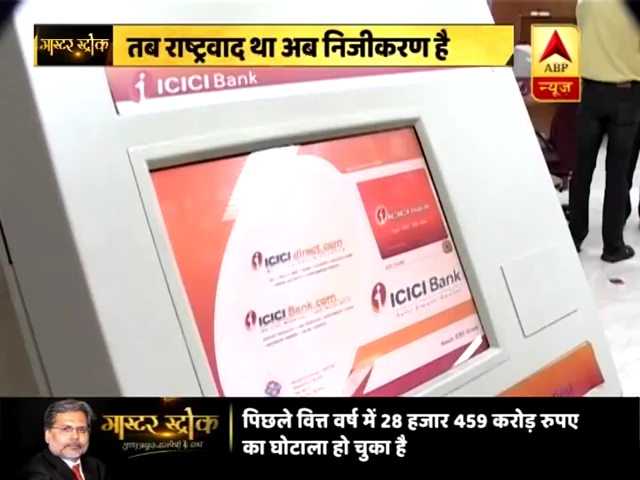 मास्टर स्ट्रोक
तब राष्ट्रवाद था अब निजीकरण है
ABP
न्यूज़
ICICI Bank
ICICI direct.com
ICICI Bank
ICICI Bank.com
ICICI Bank
मास्टर स्ट्रोक
पिछले वित्त वर्ष में 28 हजार 459 करोड़ रुपए
का घोटाला हो चुका है